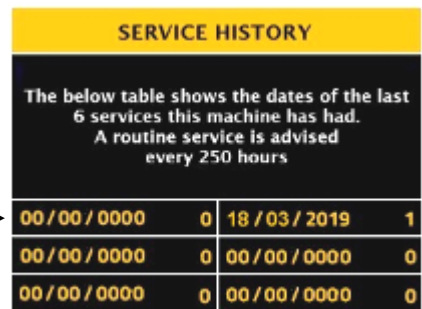 SERVICE HISTORY
The below table shows the dates of the last
6 services this machine has had.
A routine service is advised
every 250 hours
00/00/0000 0 18/03/2019 1
00/00/0000 0 00/00/0000 0
00/00/0000 0 00/00/0000 0